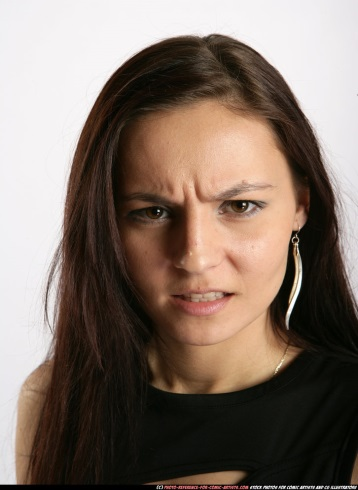 (C) PHOTO-REFERENCE-FOR-COMIC-ARTISTS.COM STOCK PHOTOS FOR COMIC ARTISTS AND CG ILLUSTRATORS